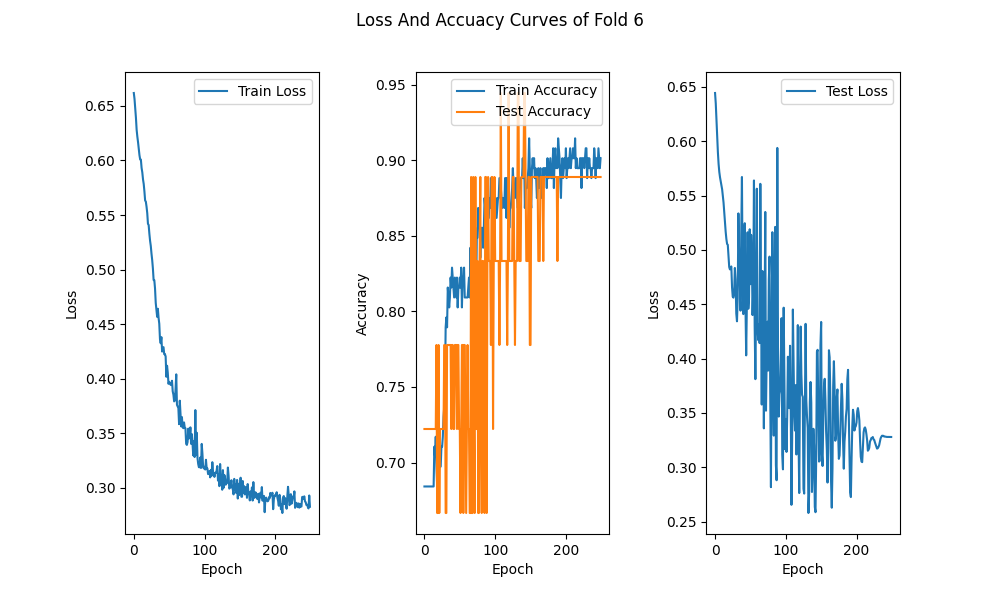 Loss And Accuacy Curves of Fold 6
Loss
0.65
0.60
0.55
0.50
0.45
0.40
0.35
0.30
Train Loss
0
100
200
Epoch
Accuracy
0.95
0.90
0.85
0.80
0.75
0.70
Train Accuracy
Test Accuracy
0
100
200
Epoch
Loss
0.65
0.60
0.55
0.50
0.45
0.40
0.35
0.30
0.25
Test Loss
0
100
200
Epoch